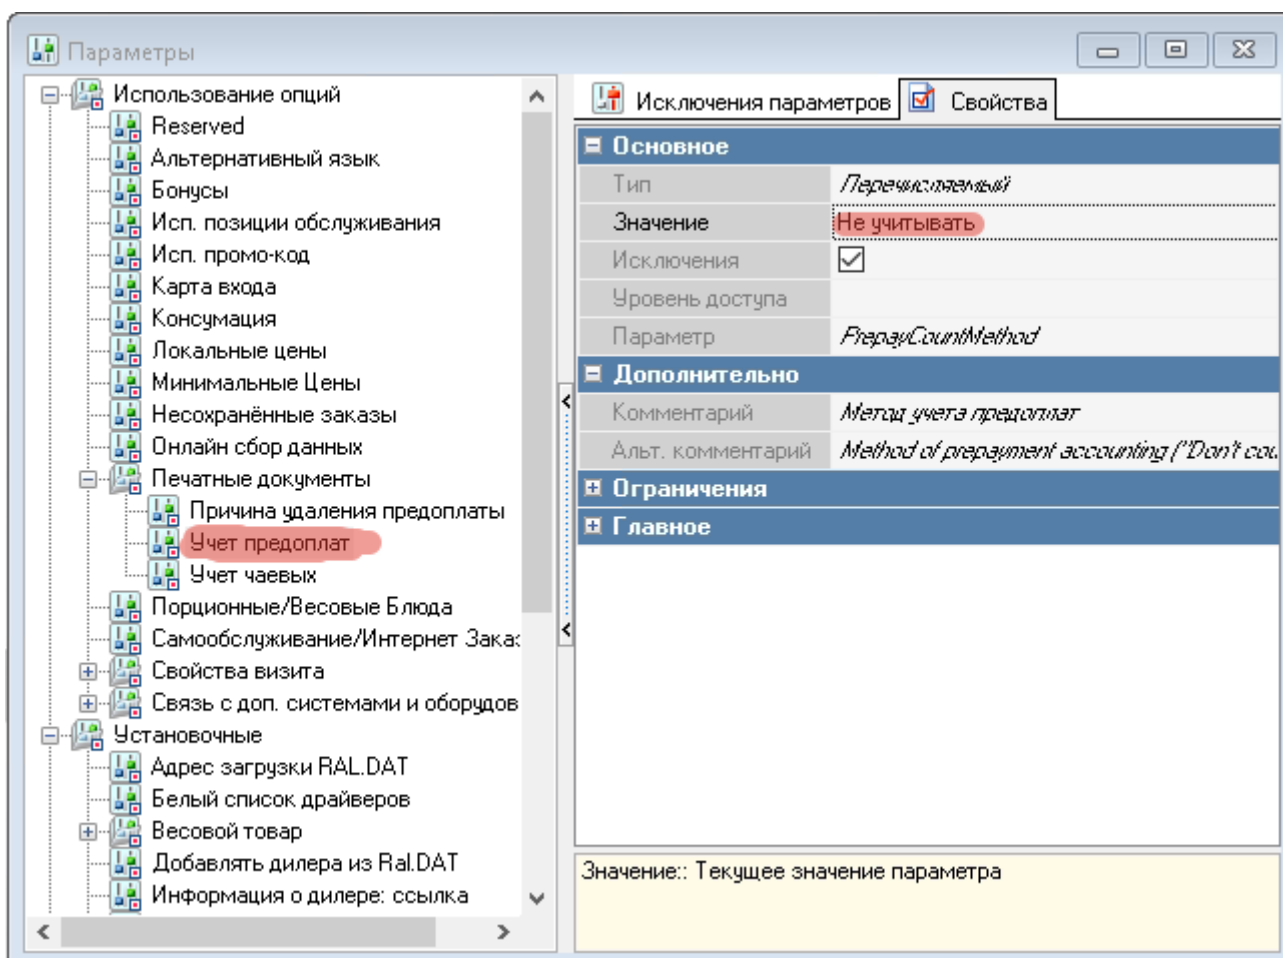 Параметры
Использование опций
Reserved
Альтернативный язык
Бонусы
Исп. позиции обслуживания
Исп. промо-код
Карта входа
Консумация
Локальные цены
Минимальные Цены
Несохранённые заказы
Онлайн сбор данных
Печатные документы
Причина удаления предоплаты
Учет предоплат
Учет чаевых
Порционные/Весовые Блюда
Самообслуживание/Интернет Заказ
Свойства визита
Связь с доп. системами и оборудов
Установочные
Адрес загрузки RAL.DAT
Белый список драйверов
Весовой товар
Добавлять дилера из Ral.DAT
Информация о дилере: ссылка
Исключения параметров Свойства
Основное
Тип Перечисляемый
Значение Не учитывать
Исключения
Уровень доступа
Параметр PrepayCountMethod
Дополнительно
Комментарий Метод учета предоплат
Альт. комментарий Method of prepayment accounting ("Don't cou
Ограничения
Главное
Значение:: Текущее значение параметра